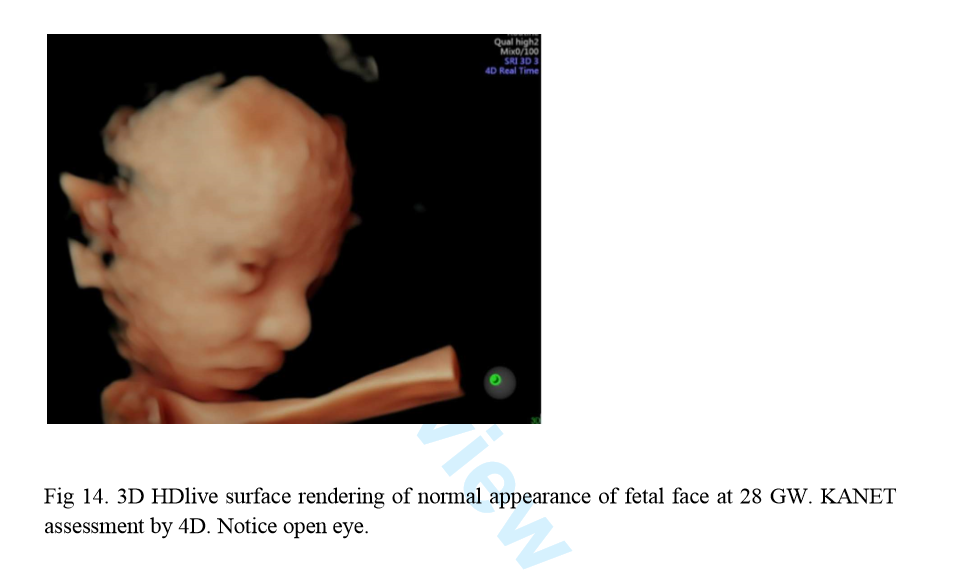 Qual high2
Mix0/100
SRI 3D 3
4D Real Time
view
Fig 14. 3D HDlive surface rendering of normal appearance of fetal face at 28 GW. KANET
assessment by 4D. Notice open eye.